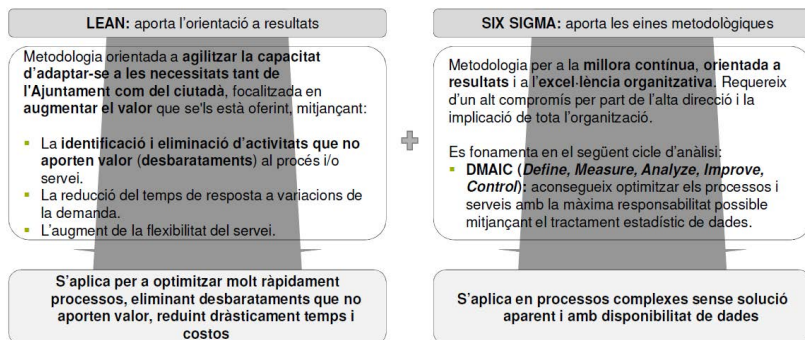 LEAN: aporta l'orientació a resultats
Metodologia orientada a agilitzar la capacitat
d'adaptar-se a les necessitats tant de
l'Ajuntament com del ciutadà, focalitzada en
augmentar el valor que se'ls està oferint, mitjançant:
La identificació i eliminació d'activitats que no
aporten valor (desbarataments) al procés i/o
servei.
La reducció del temps de resposta a variacions de
la demanda.
L'augment de la flexibilitat del servei.
S'aplica per a optimitzar molt ràpidament
processos, eliminant desbarataments que no
aporten valor, reduint dràsticament temps i
costos
SIX SIGMA: aporta les eines metodològiques
Metodologia per a la millora contínua, orientada a
resultats i a l'excel·lència organitzativa. Requereix
d'un alt compromís per part de l'alta direcció i la
implicació de tota l'organització.
Es fonamenta en el següent cicle d'anàlisi:
DMAIC (Define, Measure, Analyze, Improve,
Control): aconsegueix optimitzar els processos i
serveis amb la màxima responsabilitat possible
mitjançant el tractament estadístic de dades.
S'aplica en processos complexes sense solució
aparent i amb disponibilitat de dades